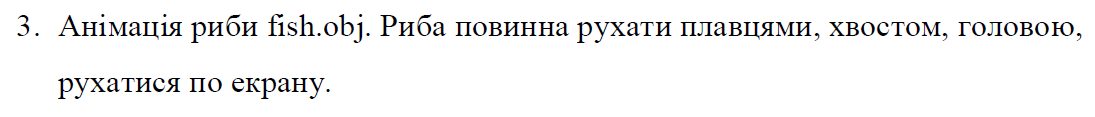 3. Анімація риби fish.obj. Риба повинна рухати плавцями, хвостом, головою,
рухатися по екрану.